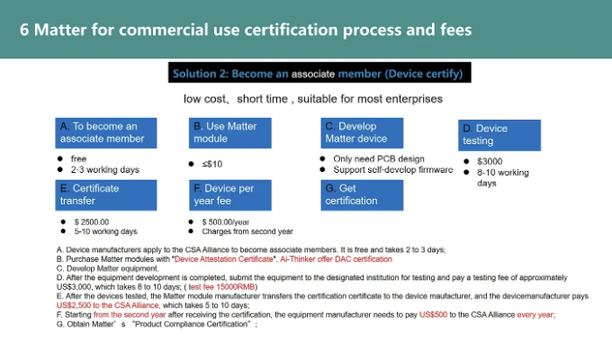 6 Matter for commercial use certification process and fees
Solution 2: Become an associate member (Device certify)
low cost、short time , suitable for most enterprises
A. To become an
associate member
● free
● 2-3 working days
B. Use Matter
module
● ≤$10
C. Develop
Matter device
● Only need PCB design
● Support self-develop firmware
D. Device
testing
● $3000
● 8-10 working
days
E. Certificate
transfer
● $ 2500.00
● 5-10 working days
F. Device per
year fee
● $ 500.00/year
● Charges from second year
G. Get
certification
A. Device manufacturers apply to the CSA Alliance to become associate members. It is free and takes 2 to 3 days;
B. Purchase Matter modules with "Device Attestation Certificate". Ai-Thinker offer DAC certification
C. Develop Matter equipment.
D. After the equipment development is completed, submit the equipment to the designated institution for testing and pay a testing fee of approximately
US$3,000, which takes 8 to 10 days; ( test fee 15000RMB)
E. After the devices tested, the Matter module manufacturer transfers the certification certificate to the device maufacturer, and the devicemanufacturer pays
US$2,500 to the CSA Alliance, which takes 5 to 10 days;
F. Starting from the second year after receiving the certification, the equipment manufacturer needs to pay US$500 to the CSA Alliance every year;
G. Obtain Matter’s “Product Compliance Certification”;